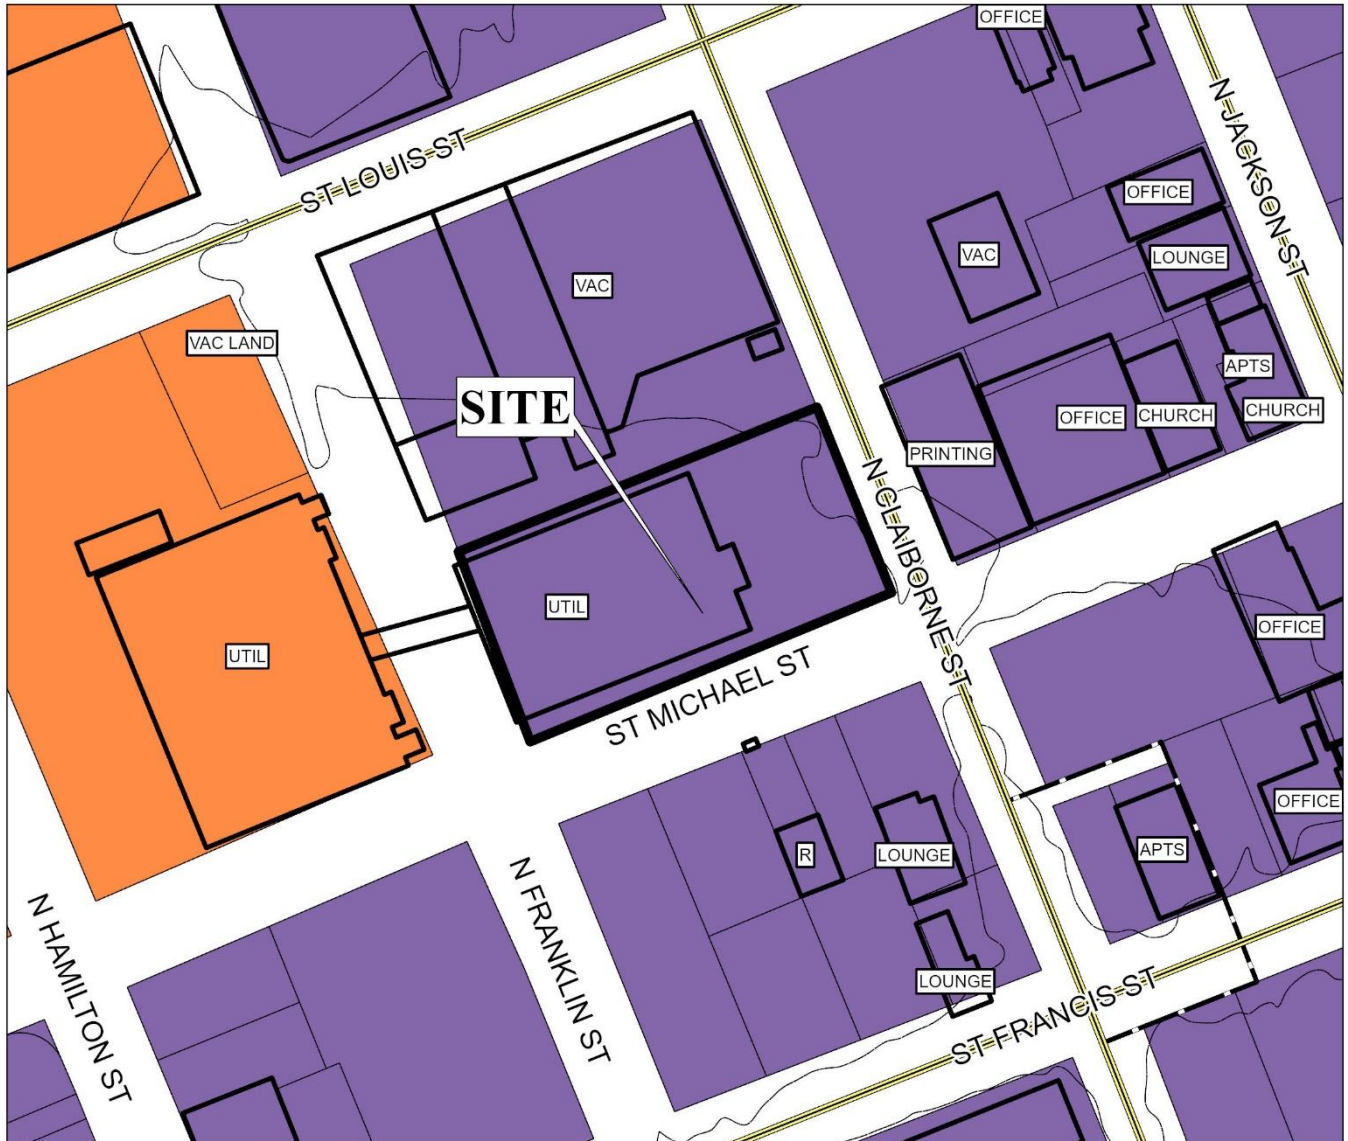 OFFICE
N JACKSON ST
ST LOUIS ST
OFFICE
VAC
LOUNGE
VAC
VAC LAND
APTS
SITE
OFFICE
CHURCH
CHURCH
PRINTING
N CLAIBORNE ST
UTIL
OFFICE
UTIL
ST MICHAEL ST
OFFICE
R
LOUNGE
APTS
N HAMILTON ST
N FRANKLIN ST
LOUNGE
ST FRANCIS ST